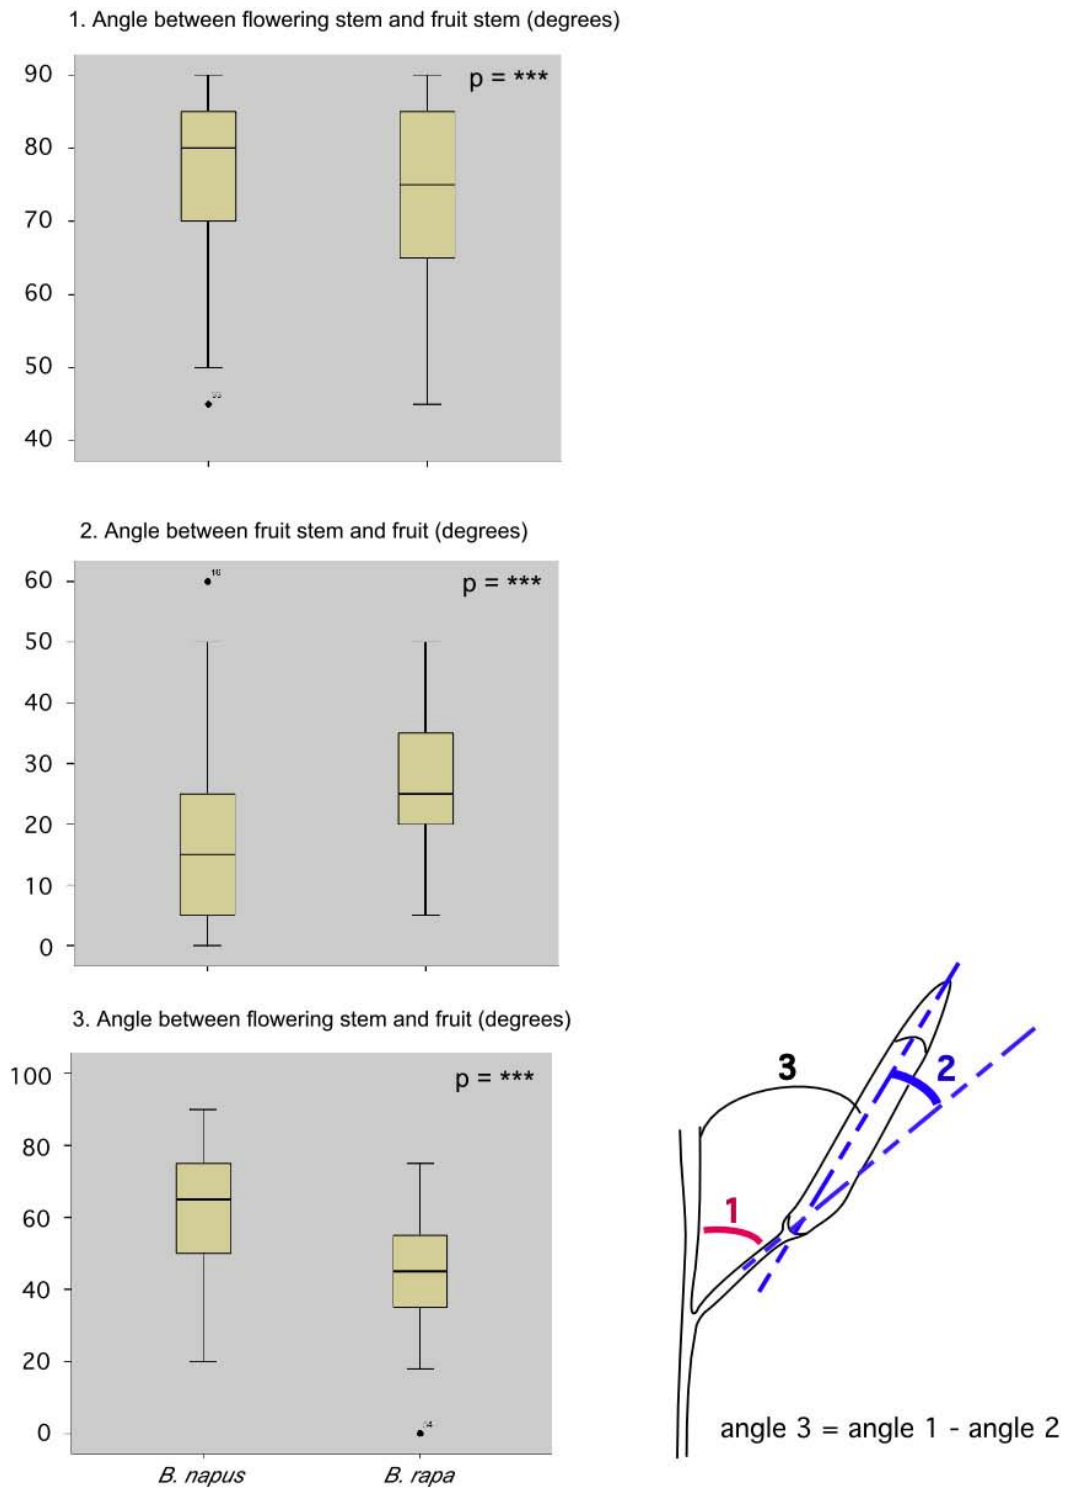 1. Angle between flowering stem and fruit stem (degrees)
90
p = ***
80
70
60
50
40
2. Angle between fruit stem and fruit (degrees)
60
16
p = ***
50
40
30
20
10
0
3. Angle between flowering stem and fruit (degrees)
100
p = ***
80
60
40
20
0
B. napus
B. rapa
3
2
1
angle 3 = angle 1 - angle 2